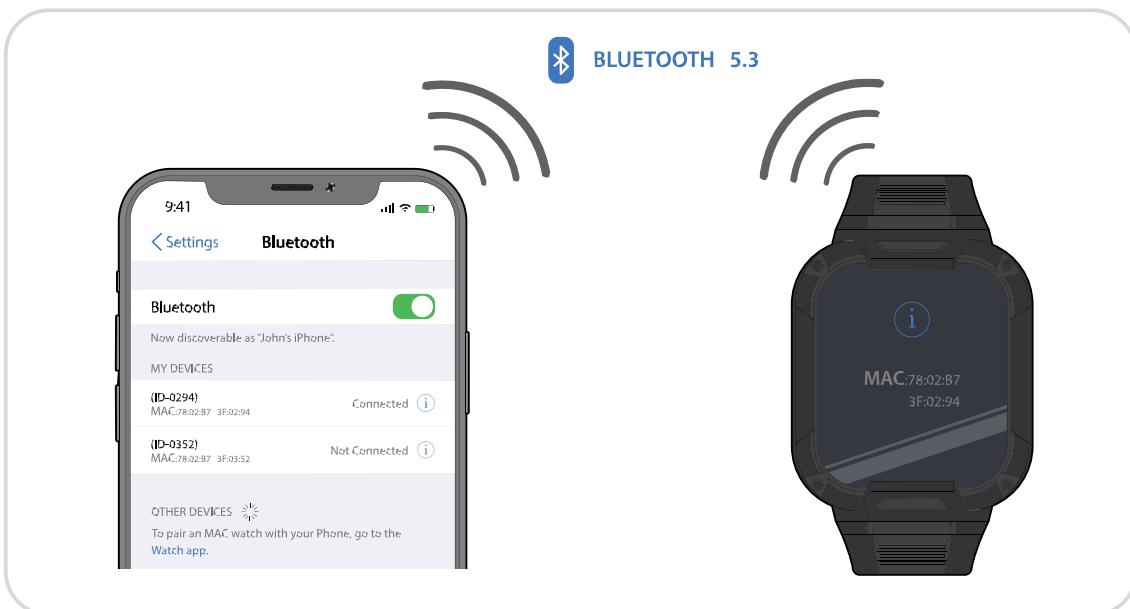 BLUETOOTH 5.3
9:41
Settings Bluetooth
Bluetooth
Now discoverable as "John's iPhone".
MY DEVICES
(ID-0294)
MAC:78:02:B7 3F:02:94
Connected
(ID-0352)
MAC:78:02:B7 3F:03:52
Not Connected
OTHER DEVICES
To pair an MAC watch with your Phone, go to the
Watch app.
i
MAC:78:02:B7
3F:02:94